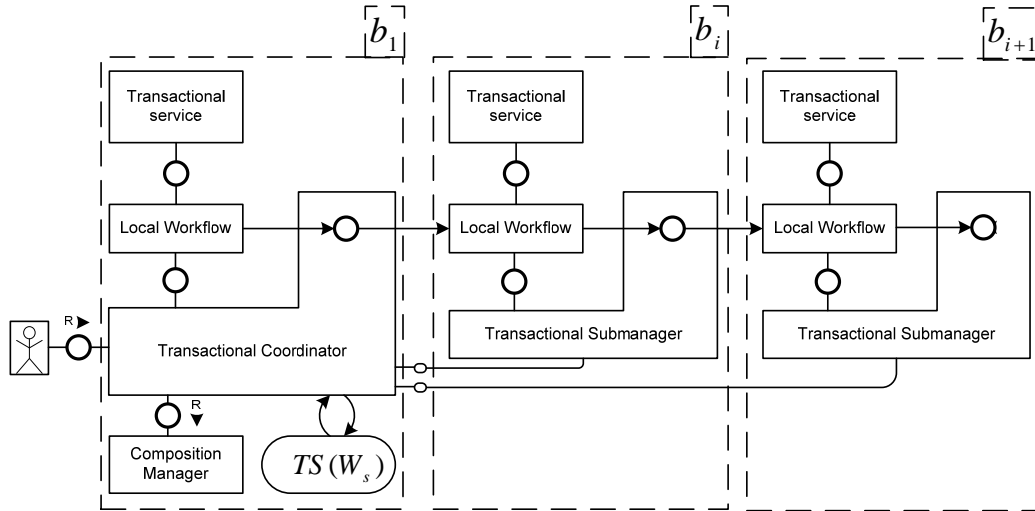 b1
bi
bi+1
Transactional
service
Transactional
service
Transactional
service
Local Workflow
Local Workflow
Local Workflow
R
Transactional Coordinator
Transactional Submanager
Transactional Submanager
R
Composition
Manager
TS(Ws)